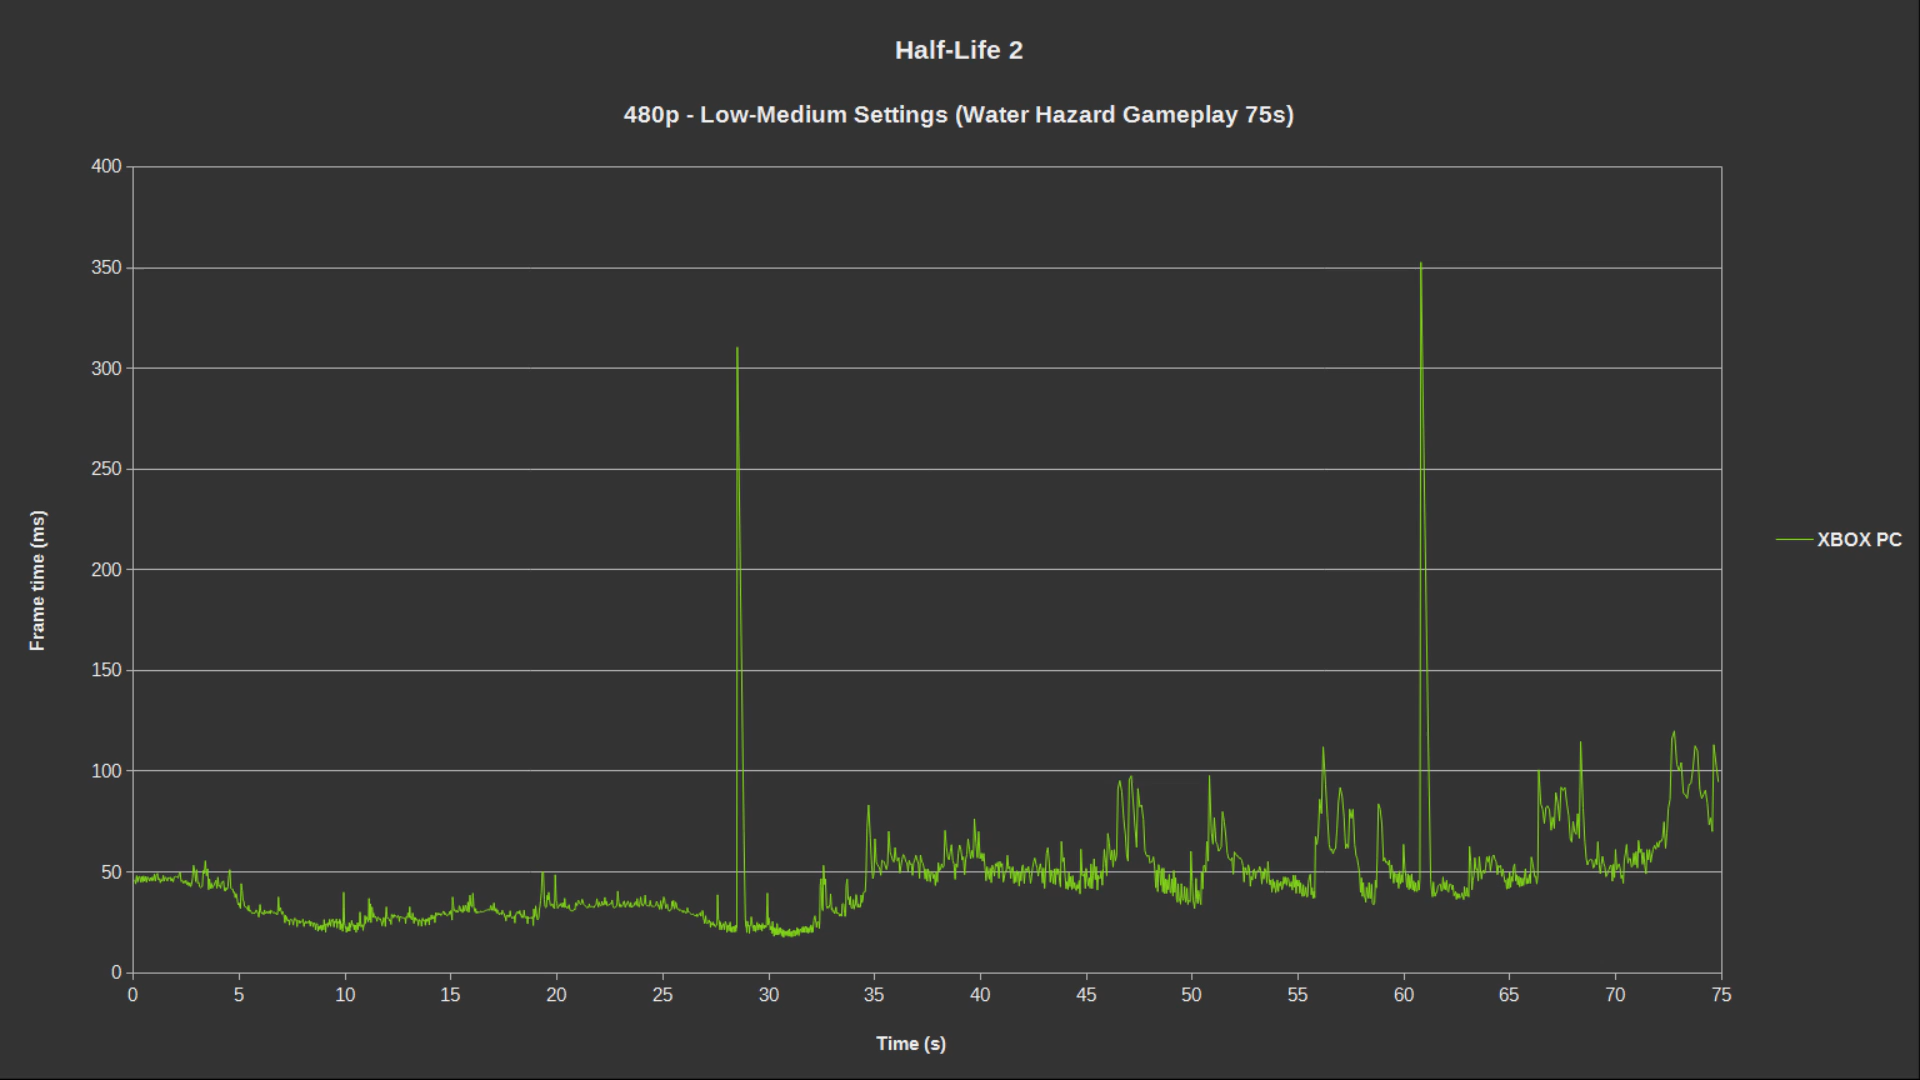 Half-Life 2
480p - Low-Medium Settings (Water Hazard Gameplay 75s)
400
350
300
250
200
150
100
50
0
Frame time (ms)
0 5 10 15 20 25 30 35 40 45 50 55 60 65 70 75
Time (s)
XBOX PC